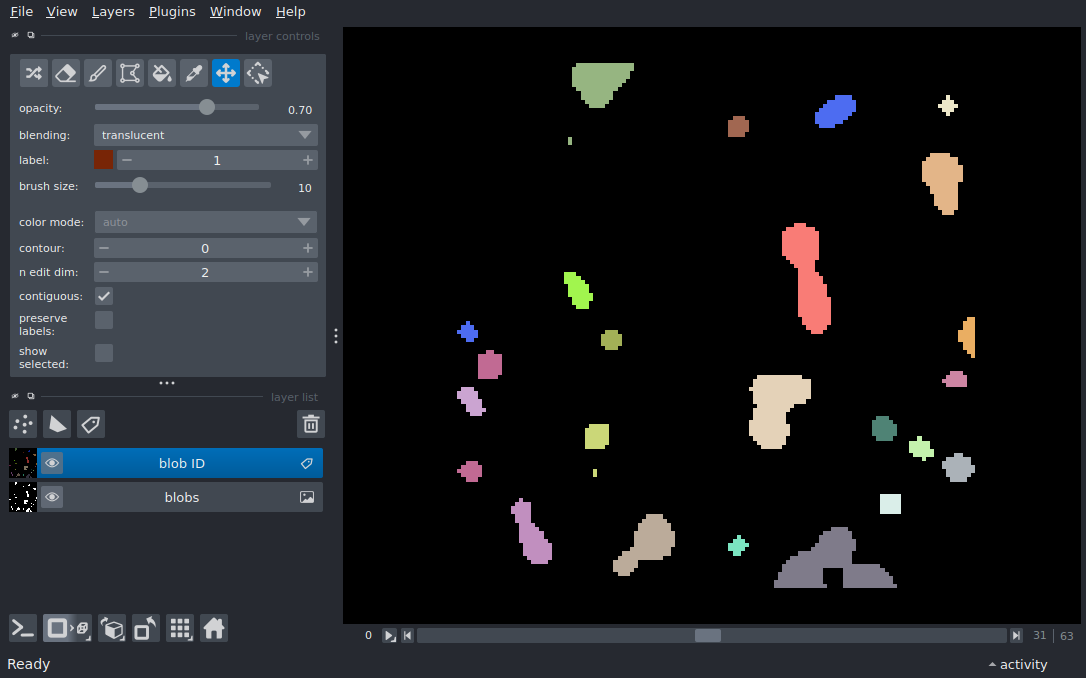 File View Layers Plugins Window Help
layer controls
opacity: 0.70
blending: translucent
label: 1
brush size: 10
color mode: auto
contour: 0
n edit dim: 2
contiguous:
preserve
labels:
show
selected:
layer list
blob ID
blobs
0 31 | 63
Ready activity